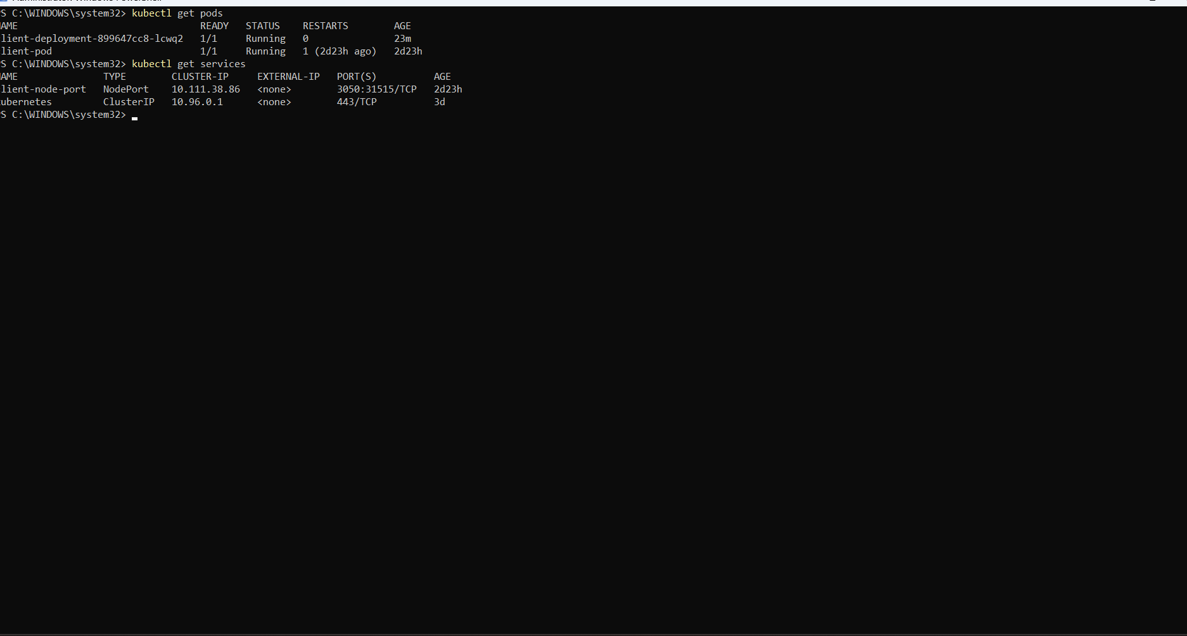 S C:\WINDOWS\system32> kubectl get pods
AME READY STATUS RESTARTS AGE
lient-deployment-899647cc8-lcwq2 1/1 Running 0 23m
lient-pod 1/1 Running 1 (2d23h ago) 2d23h
S C:\WINDOWS\system32> kubectl get services
AME TYPE CLUSTER-IP EXTERNAL-IP PORT(S) AGE
lient-node-port NodePort 10.111.38.86 <none> 3050:31515/TCP 2d23h
ubernetes ClusterIP 10.96.0.1 <none> 443/TCP 3d
S C:\WINDOWS\system32>